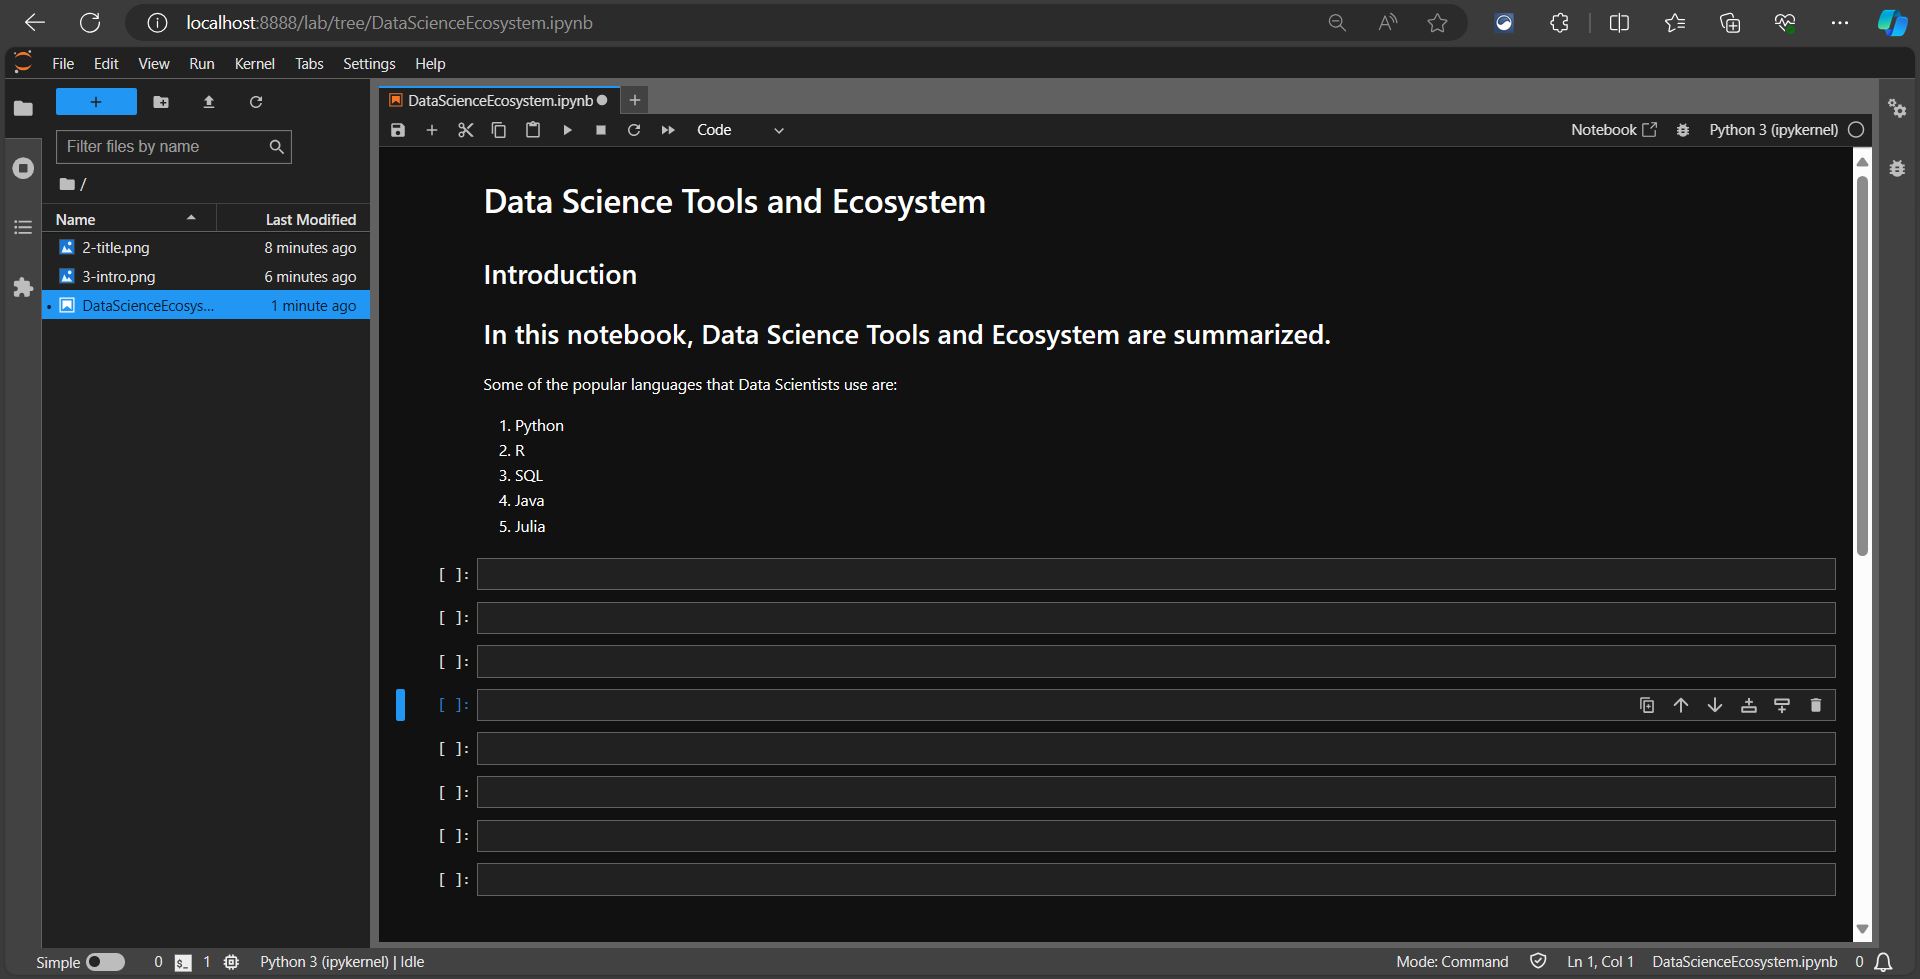 localhost:8888/lab/tree/DataScienceEcosystem.ipynb
File Edit View Run Kernel Tabs Settings Help
+
Filter files by name
/
Name Last Modified
2-title.png 8 minutes ago
3-intro.png 6 minutes ago
DataScienceEcosys... 1 minute ago
DataScienceEcosystem.ipynb
Code
Notebook
Python 3 (ipykernel)
Data Science Tools and Ecosystem
Introduction
In this notebook, Data Science Tools and Ecosystem are summarized.
Some of the popular languages that Data Scientists use are:
1. Python
2. R
3. SQL
4. Java
5. Julia
[ ]:
[ ]:
[ ]:
[ ]:
[ ]:
[ ]:
[ ]:
[ ]:
Simple 0 $_ 1 Python 3 (ipykernel) | Idle Mode: Command Ln 1, Col 1 DataScienceEcosystem.ipynb 0